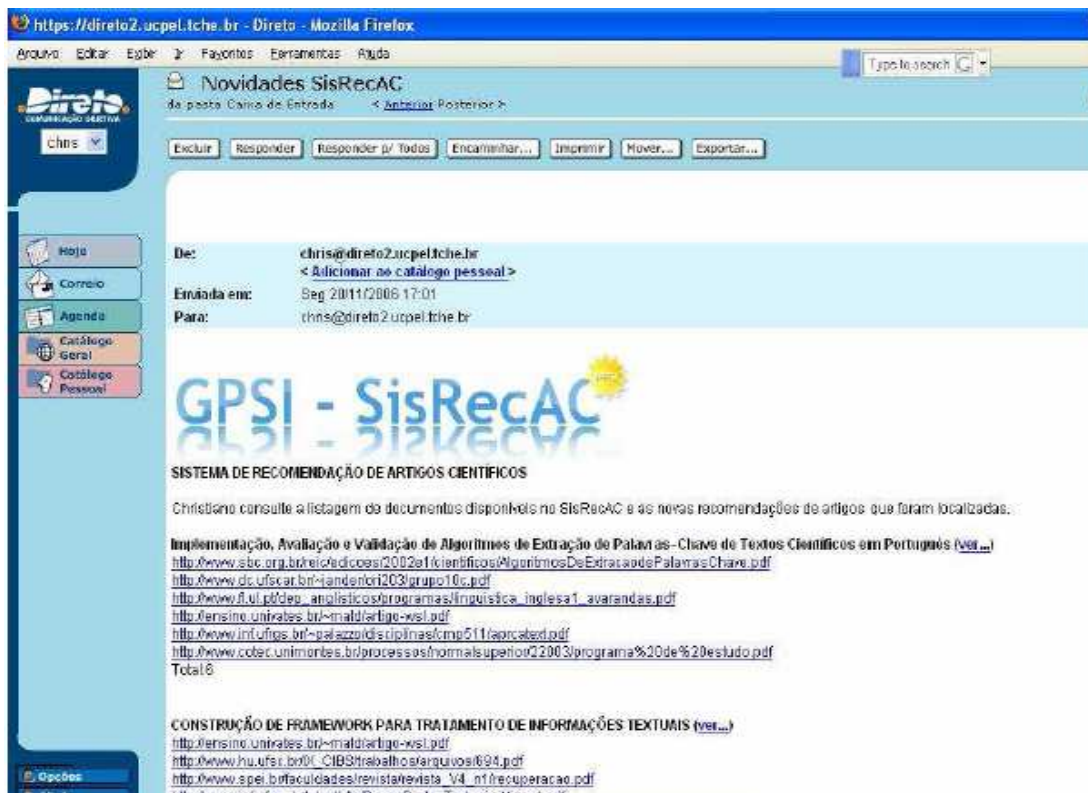 https://direto2.ucpel.tche.br - Direto - Mozilla Firefox
Arquivo Editar Exibir Ir Favoritos Ferramentas Ajuda
Type to search
Novidades SisRecAC
da pasta Caixa de Entrada < Anterior Posterior >
Direto
COMUNICAÇÃO OBJETIVA
chris
Excluir Responder Responder p/ Todos Encaminhar... Imprimir Mover... Exportar...
Hoje
Correio
Agenda
Catálogo Geral
Catálogo Pessoal
De: chris@direto2.ucpel.tche.br
< Adicionar ao catálogo pessoal >
Enviada em: Seg 20/11/2006 17:01
Para: chris@direto2.ucpel.tche.br
GPSI - SisRecAC
SISTEMA DE RECOMENDAÇÃO DE ARTIGOS CIENTÍFICOS
Christiano consulte a listagem de documentos disponíveis no SisRecAC e as novas recomendações de artigos que foram localizadas.
Implementação, Avaliação e Validação de Algoritmos de Extração de Palavras-Chave de Textos Científicos em Português (ver...)
http://www.sbc.org.br/reic/edicoes/2002e1/cientificos/AlgoritmosDeExtracaodePalavrasChave.pdf
http://www.dc.ufscar.br/~jander/ori203/grupo10c.pdf
http://www.fl.ul.pt/dep_anglisticos/programas/linguistica_inglesa1_avarandas.pdf
http://ensino.univates.br/~mald/artigo-wsl.pdf
http://www.inf.ufrgs.br/~palazzo/disciplinas/cmp511/aprcatext.pdf
http://www.cotec.unimontes.br/processos/normalsuperior/22003/programa%20de%20estudo.pdf
Total:6
CONSTRUÇÃO DE FRAMEWORK PARA TRATAMENTO DE INFORMAÇÕES TEXTUAIS (ver...)
http://ensino.univates.br/~mald/artigo-wsl.pdf
http://www.hu.ufsc.br/IX_CIBS/trabalhos/arquivos/694.pdf
http://www.spei.br/faculdades/revista/revista_V4_n1/recuperacao.pdf
Opções